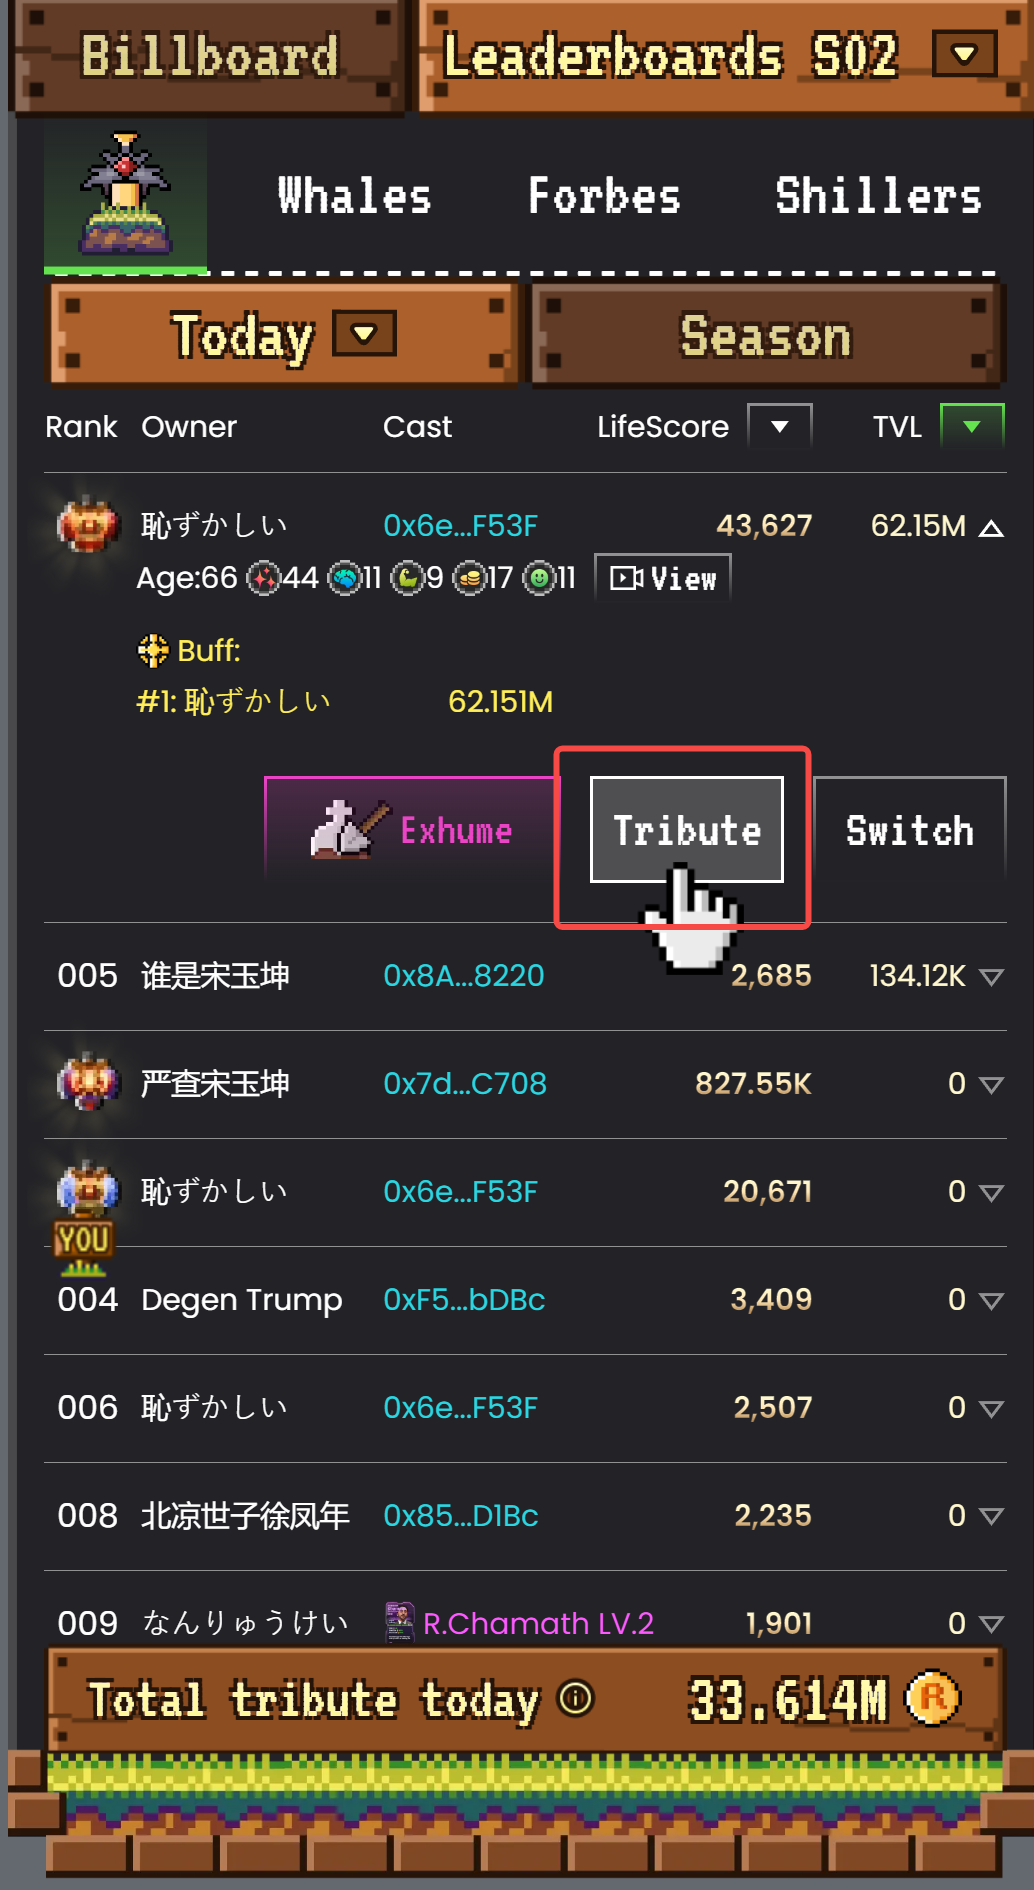 Billboard
Leaderboards S02
Whales Forbes Shillers
Today Season
Rank Owner Cast LifeScore TVL
恥ずかしい 0x6e...F53F 43,627 62.15M
Age:66 44 11 9 17 11 View
Buff:
#1: 恥ずかしい 62.151M
Exhume Tribute Switch
005 谁是宋玉坤 0x8A...8220 2,685 134.12K
严查宋玉坤 0x7d...C708 827.55K 0
恥ずかしい 0x6e...F53F 20,671 0
YOU
004 Degen Trump 0xF5...bDBc 3,409 0
006 恥ずかしい 0x6e...F53F 2,507 0
008 北凉世子徐凤年 0x85...D1Bc 2,235 0
009 なんりゅうけい R.Chamath LV.2 1,901 0
Total tribute today 33.614M R